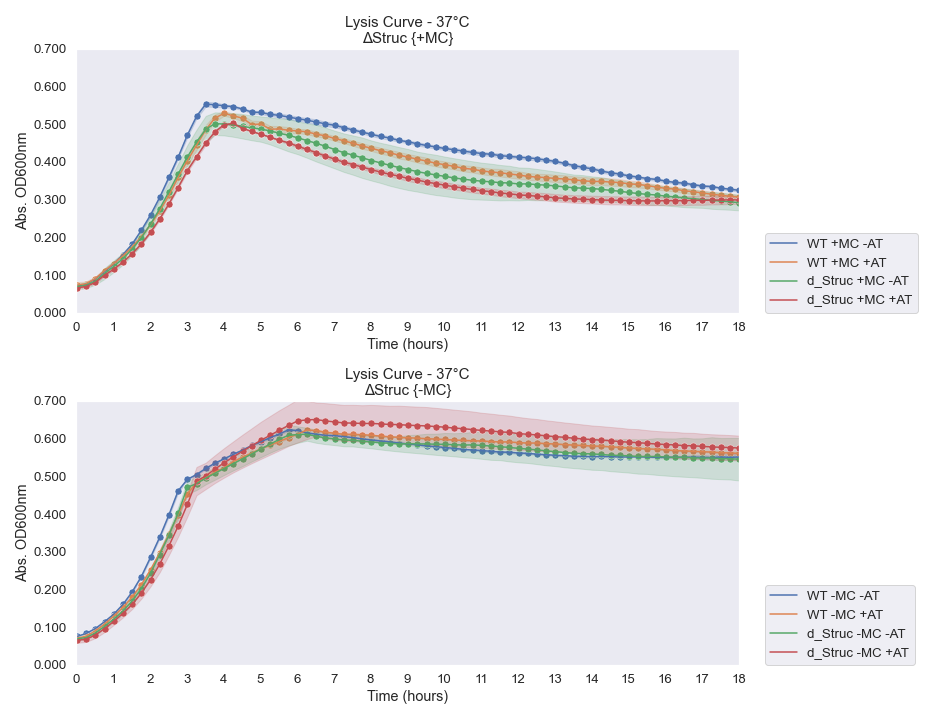 Lysis Curve - 37°C
ΔStruc {+MC}
0.700
0.600
0.500
0.400
0.300
0.200
0.100
0.000
Abs. OD600nm
0 1 2 3 4 5 6 7 8 9 10 11 12 13 14 15 16 17 18
Time (hours)
WT +MC -AT
WT +MC +AT
d_Struc +MC -AT
d_Struc +MC +AT
Lysis Curve - 37°C
ΔStruc {-MC}
0.700
0.600
0.500
0.400
0.300
0.200
0.100
0.000
Abs. OD600nm
0 1 2 3 4 5 6 7 8 9 10 11 12 13 14 15 16 17 18
Time (hours)
WT -MC -AT
WT -MC +AT
d_Struc -MC -AT
d_Struc -MC +AT